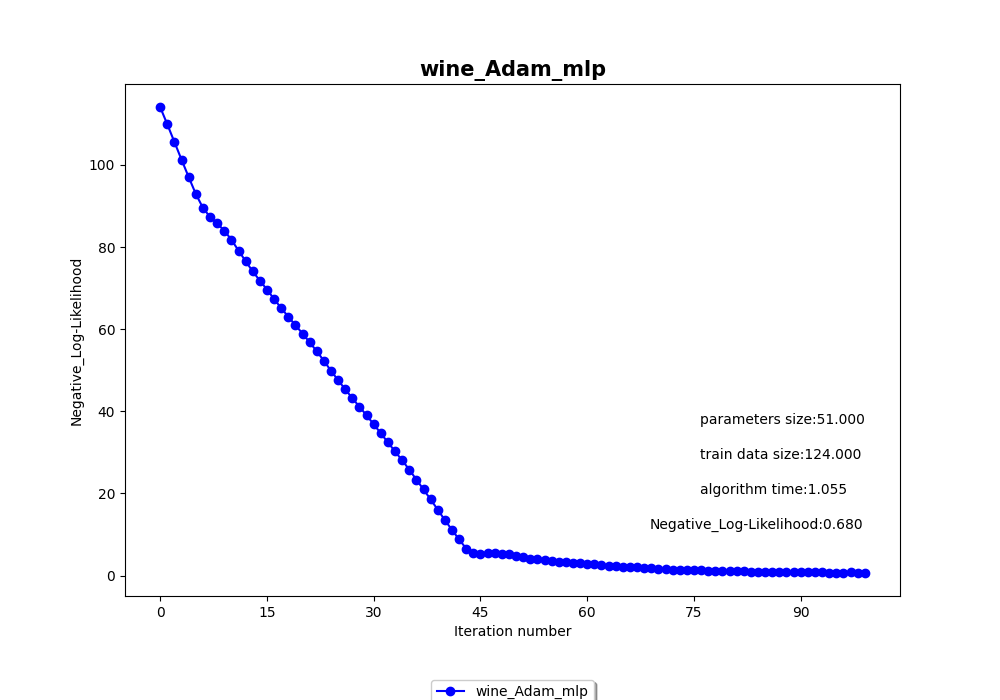 wine_Adam_mlp
100
80
60
40
20
0
Negative_Log-Likelihood
parameters size:51.000
train data size:124.000
algorithm time:1.055
Negative_Log-Likelihood:0.680
0 15 30 45 60 75 90
Iteration number
wine_Adam_mlp